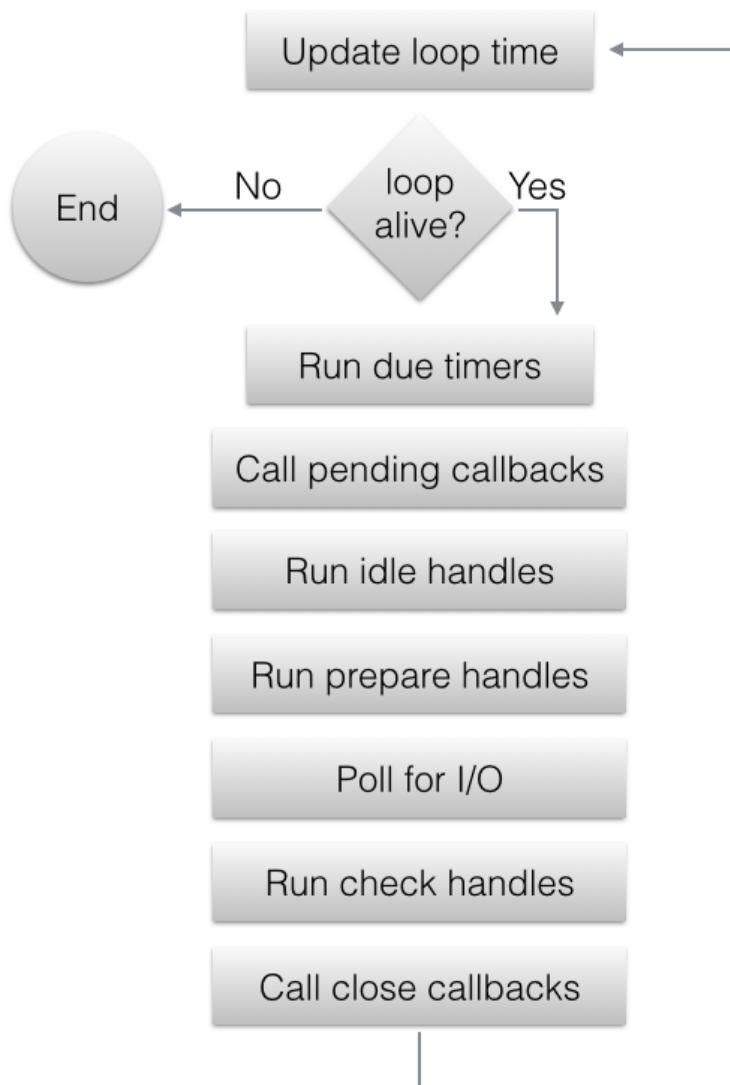 Update loop time
No
loop
alive?
Yes
End
Run due timers
Call pending callbacks
Run idle handles
Run prepare handles
Poll for I/O
Run check handles
Call close callbacks